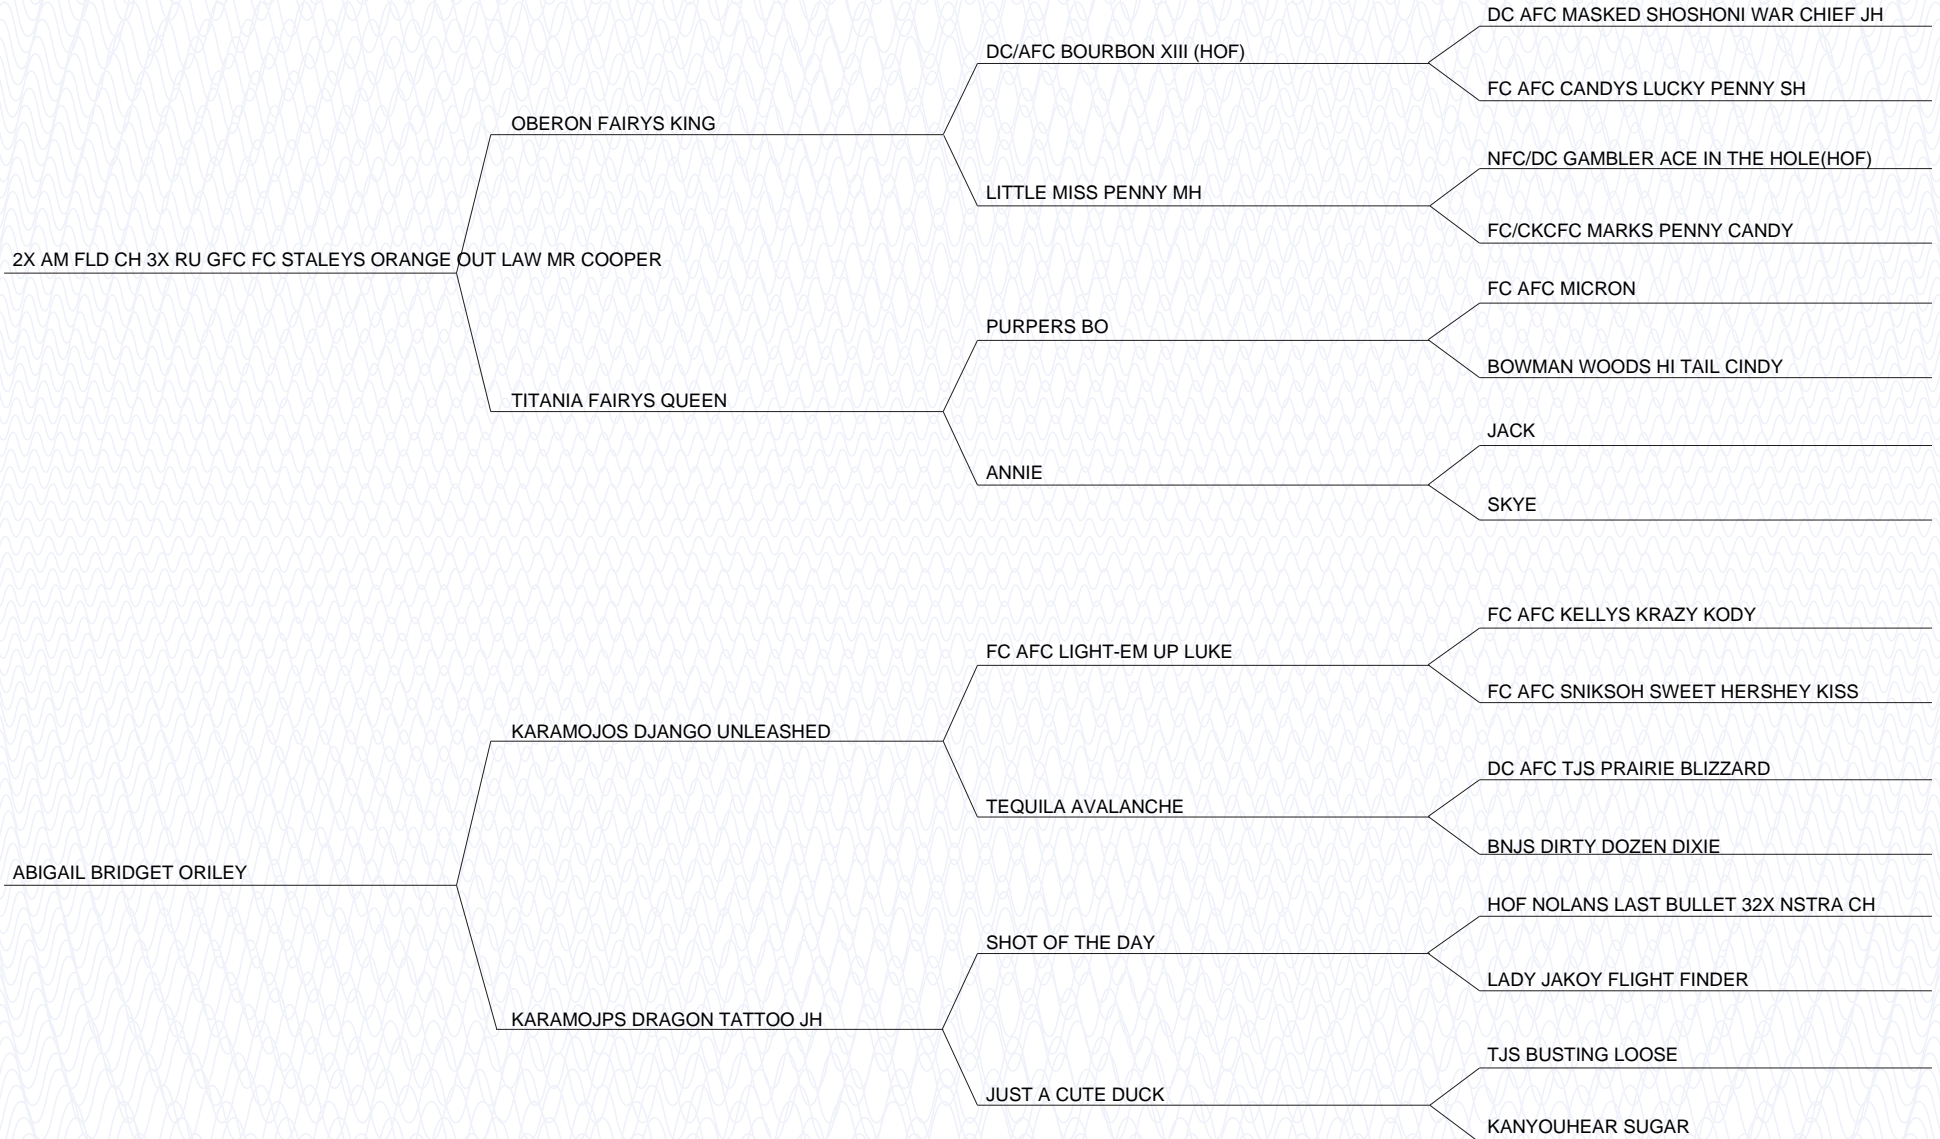 DC AFC MASKED SHOSHONI WAR CHIEF JH
DC/AFC BOURBON XIII (HOF)
FC AFC CANDYS LUCKY PENNY SH
OBERON FAIRYS KING
NFC/DC GAMBLER ACE IN THE HOLE(HOF)
LITTLE MISS PENNY MH
FC/CKCFC MARKS PENNY CANDY
2X AM FLD CH 3X RU GFC FC STALEYS ORANGE OUT LAW MR COOPER
FC AFC MICRON
PURPERS BO
BOWMAN WOODS HI TAIL CINDY
TITANIA FAIRYS QUEEN
JACK
ANNIE
SKYE
FC AFC KELLYS KRAZY KODY
FC AFC LIGHT-EM UP LUKE
FC AFC SNIKSOH SWEET HERSHEY KISS
KARAMOJOS DJANGO UNLEASHED
DC AFC TJS PRAIRIE BLIZZARD
TEQUILA AVALANCHE
BNJS DIRTY DOZEN DIXIE
ABIGAIL BRIDGET ORILEY
HOF NOLANS LAST BULLET 32X NSTRA CH
SHOT OF THE DAY
LADY JAKOY FLIGHT FINDER
KARAMOJPS DRAGON TATTOO JH
TJS BUSTING LOOSE
JUST A CUTE DUCK
KANYOUHEAR SUGAR